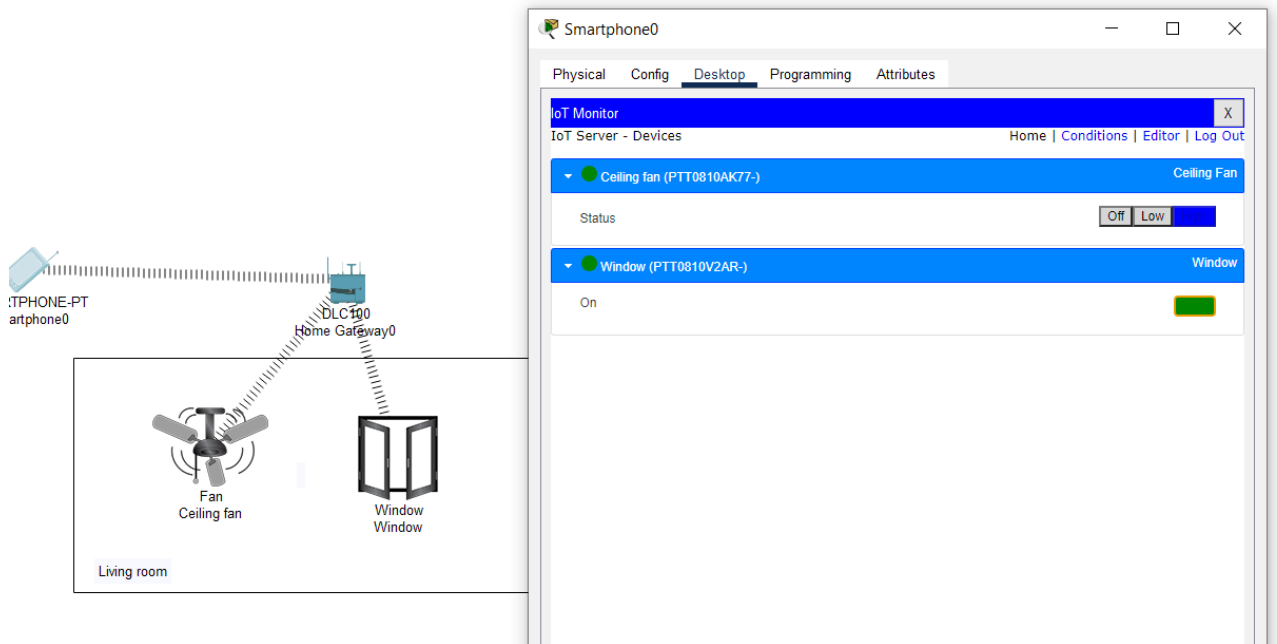 Smartphone0
Physical Config Desktop Programming Attributes
IoT Monitor X
IoT Server - Devices Home | Conditions | Editor | Log Out
Ceiling fan (PTT0810AK77-) Ceiling Fan
Status Off Low
Window (PTT0810V2AR-) Window
On
RTPHONE-PT
artphone0
DLC100
Home Gateway0
Fan
Ceiling fan
Window
Window
Living room